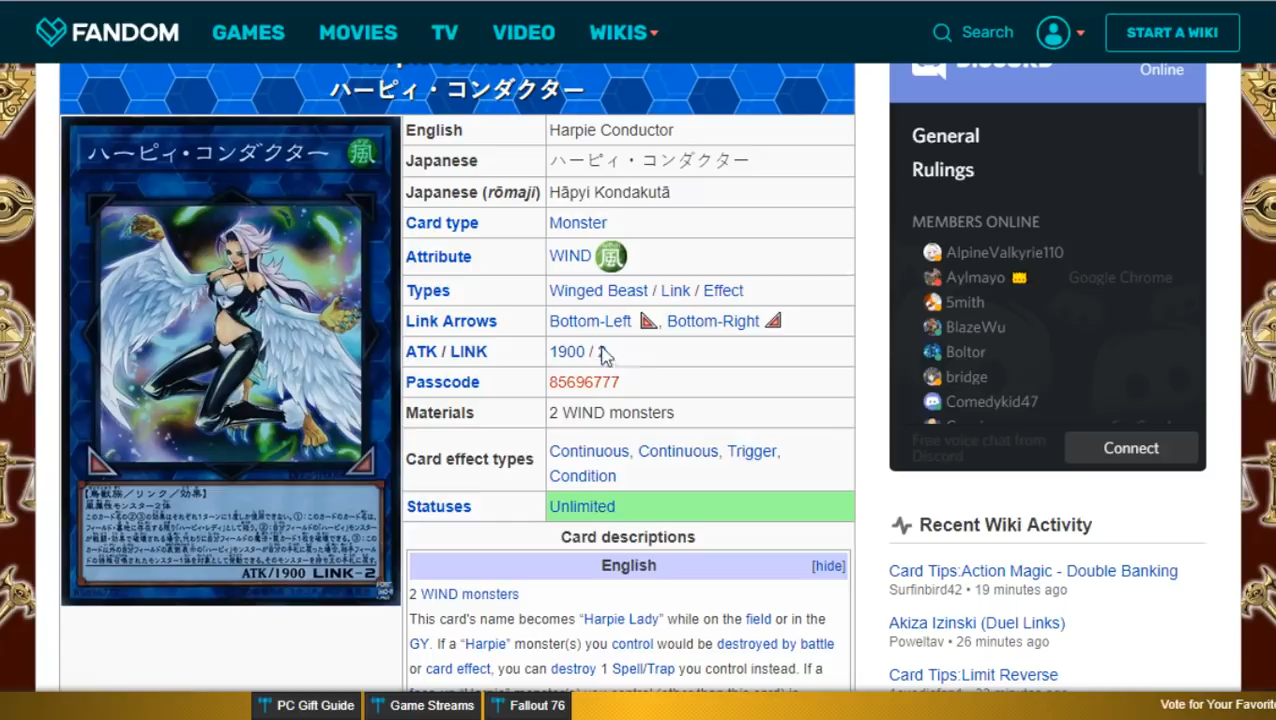 FANDOM GAMES MOVIES TV VIDEO WIKIS Search START A WIKI
ハーピィ・コンダクター
ハーピィ・コンダクター 風
ATK/1900 LINK-2
English Harpie Conductor
Japanese ハーピィ・コンダクター
Japanese (rōmaji) Hāpyi Kondakutā
Card type Monster
Attribute WIND 風
Types Winged Beast / Link / Effect
Link Arrows Bottom-Left , Bottom-Right
ATK / LINK 1900 /
Passcode 85696777
Materials 2 WIND monsters
Card effect types Continuous, Continuous, Trigger,
Condition
Statuses Unlimited
Card descriptions
English [hide]
2 WIND monsters
This card's name becomes “Harpie Lady” while on the field or in the
GY. If a “Harpie” monster(s) you control would be destroyed by battle
or card effect, you can destroy 1 Spell/Trap you control instead. If a
Online
General
Rulings
MEMBERS ONLINE
AlpineValkyrie110
Aylmayo Google Chrome
5mith
BlazeWu
Boltor
bridge
Comedykid47
Free voice chat from
Discord
Connect
Recent Wiki Activity
Card Tips:Action Magic - Double Banking
Surfinbird42 • 19 minutes ago
Akiza Izinski (Duel Links)
Poweltav • 26 minutes ago
Card Tips:Limit Reverse
PC Gift Guide Game Streams Fallout 76 Vote for Your Favorite